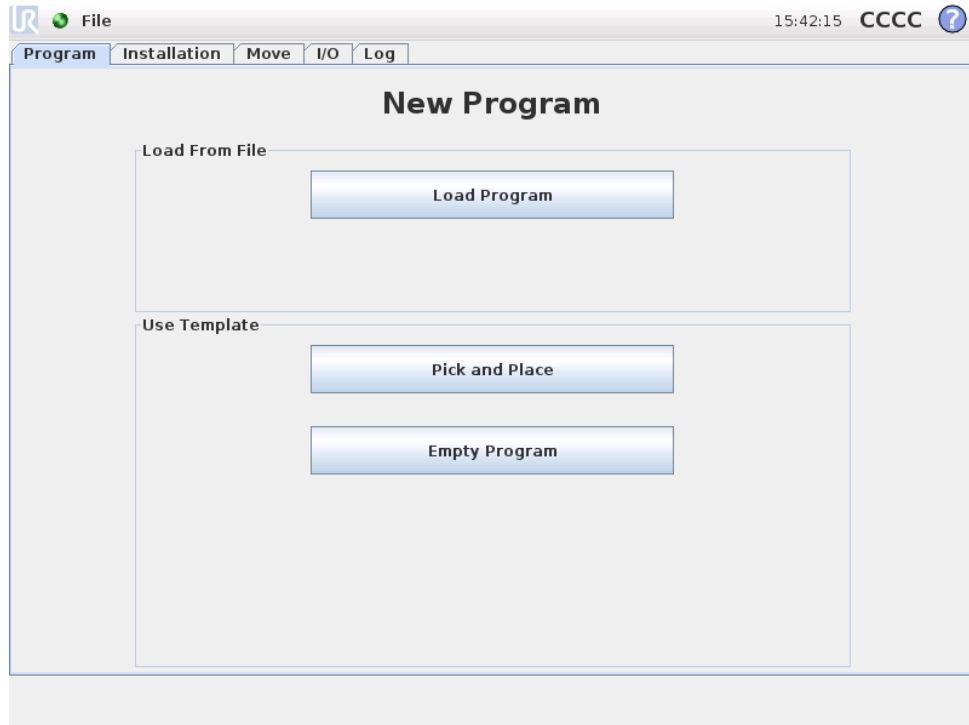 UR File 15:42:15 CCCC ?
Program Installation Move I/O Log
New Program
Load From File
Load Program
Use Template
Pick and Place
Empty Program